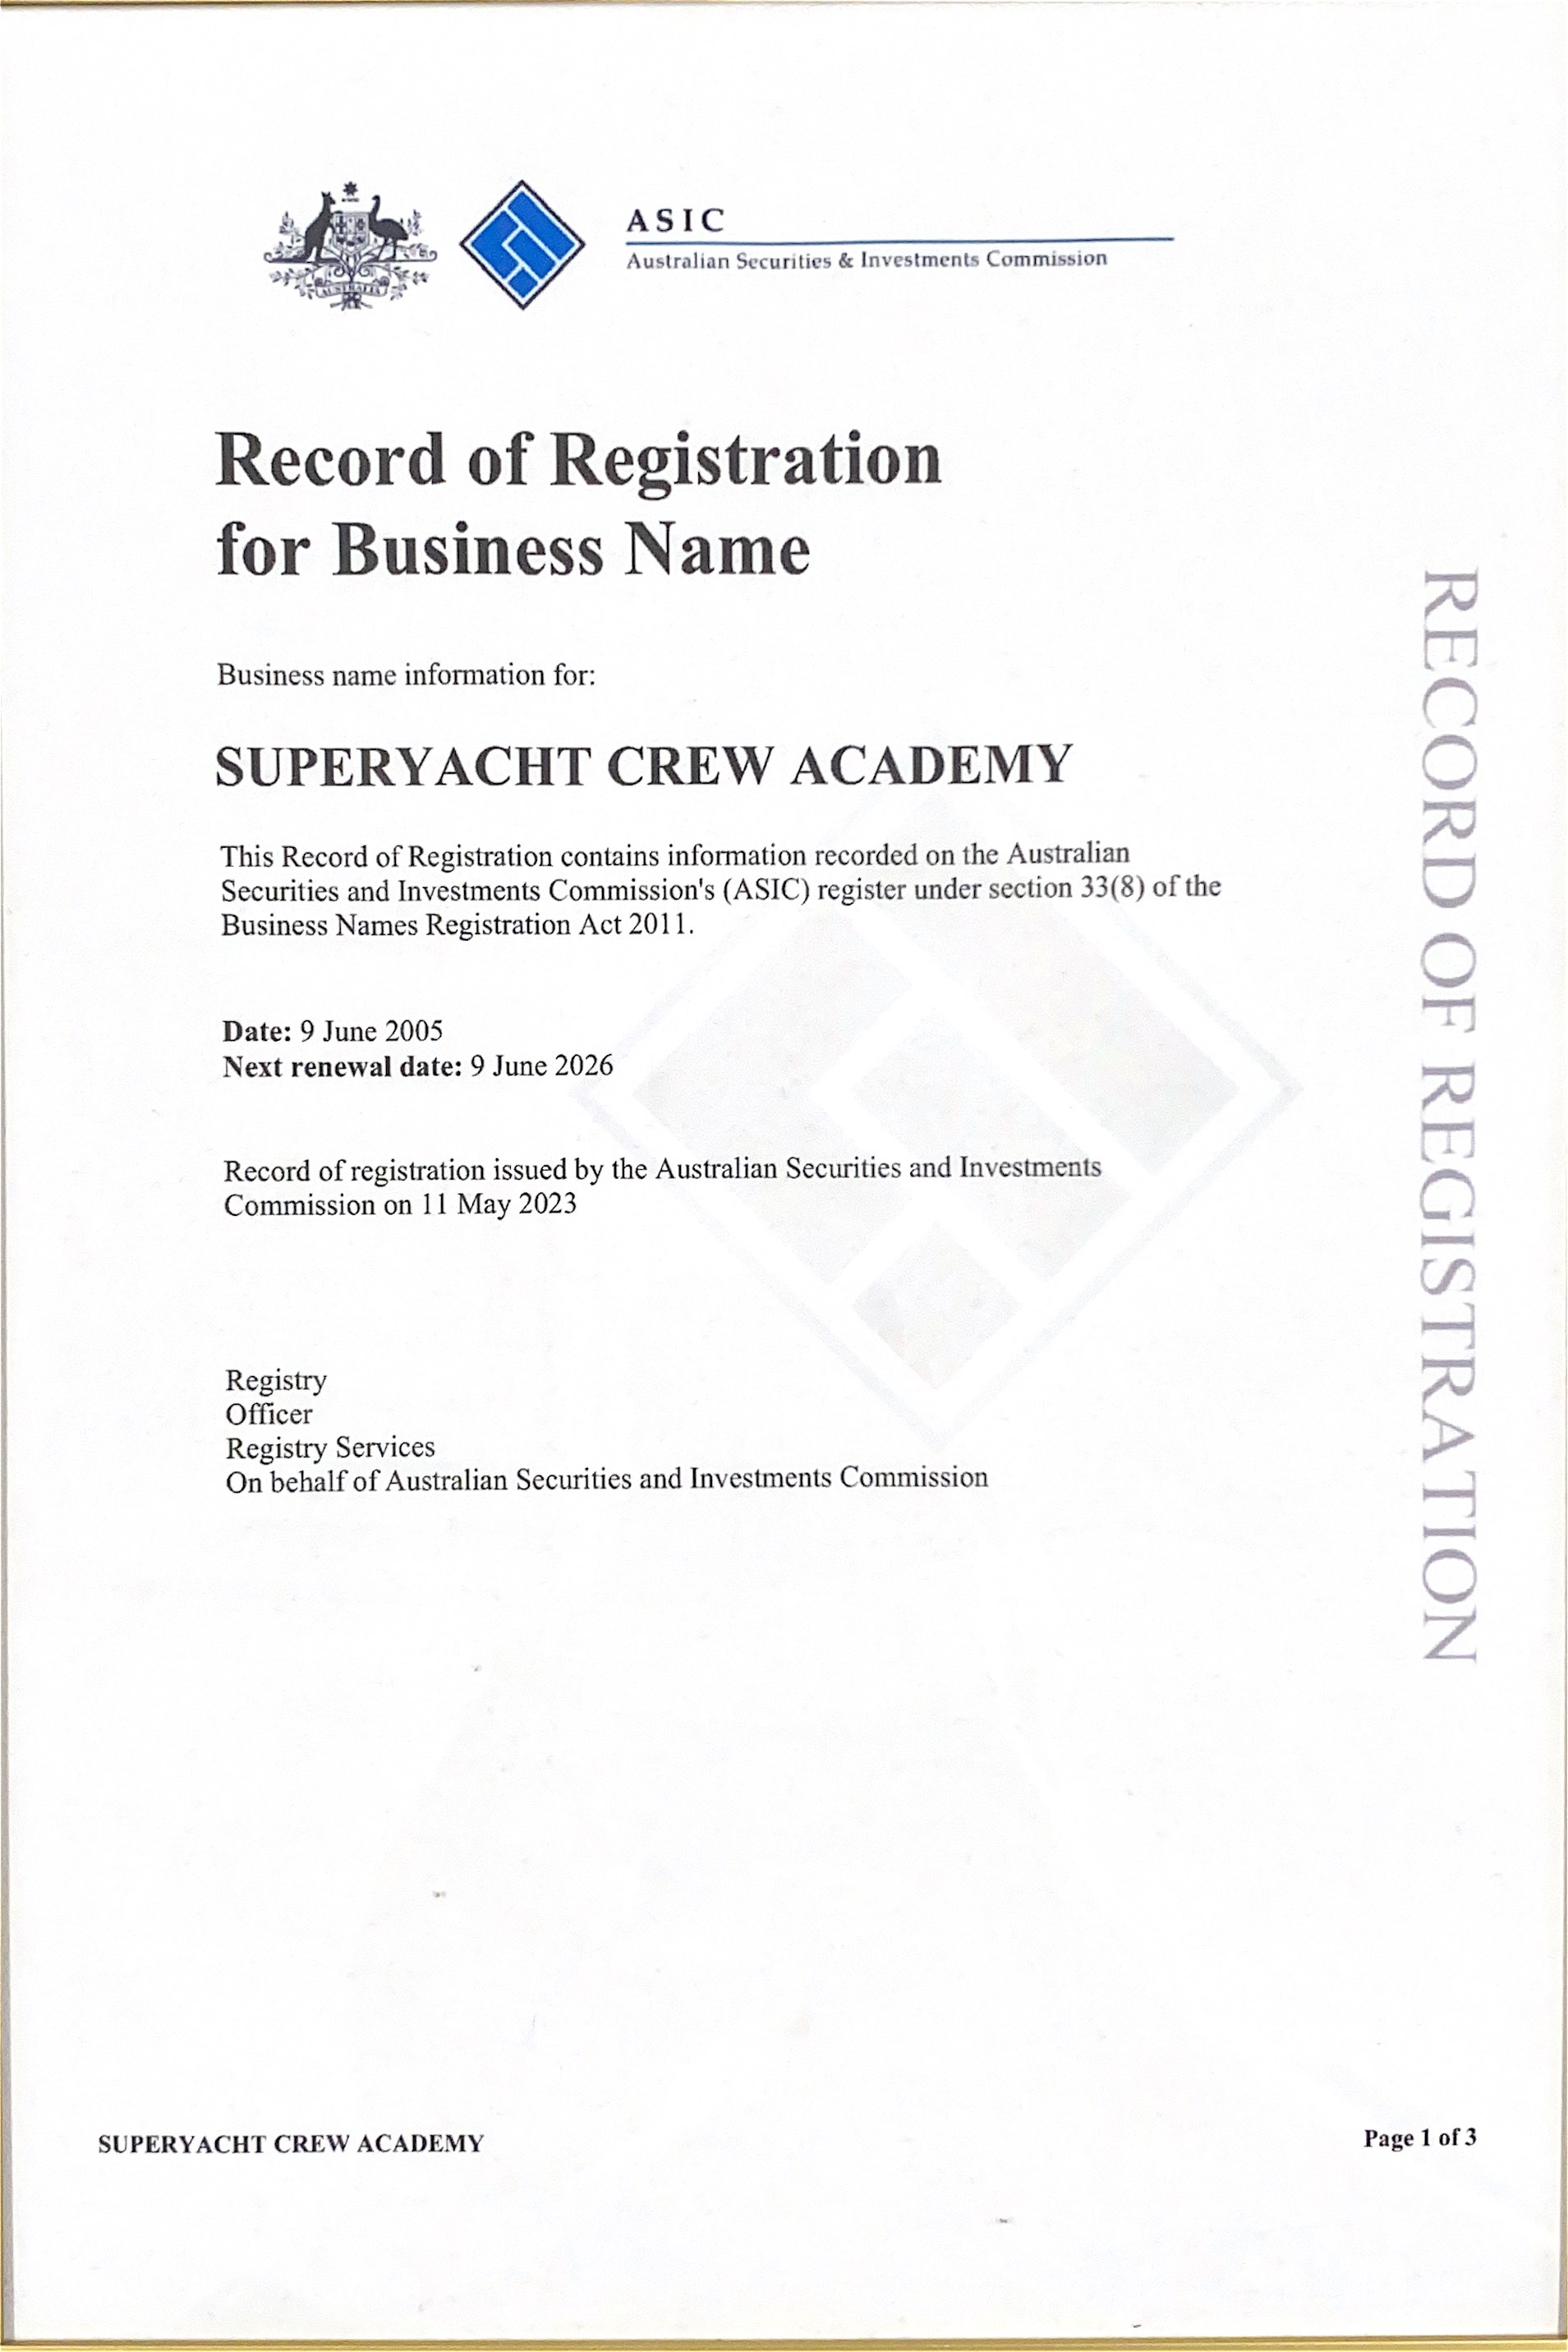 ASIC
Australian Securities & Investments Commission
Record of Registration
for Business Name
Business name information for:
SUPERYACHT CREW ACADEMY
This Record of Registration contains information recorded on the Australian
Securities and Investments Commission's (ASIC) register under section 33(8) of the
Business Names Registration Act 2011.
Date: 9 June 2005
Next renewal date: 9 June 2026
Record of registration issued by the Australian Securities and Investments
Commission on 11 May 2023
Registry
Officer
Registry Services
On behalf of Australian Securities and Investments Commission
RECORD OF REGISTRATION
SUPERYACHT CREW ACADEMY
Page 1 of 3